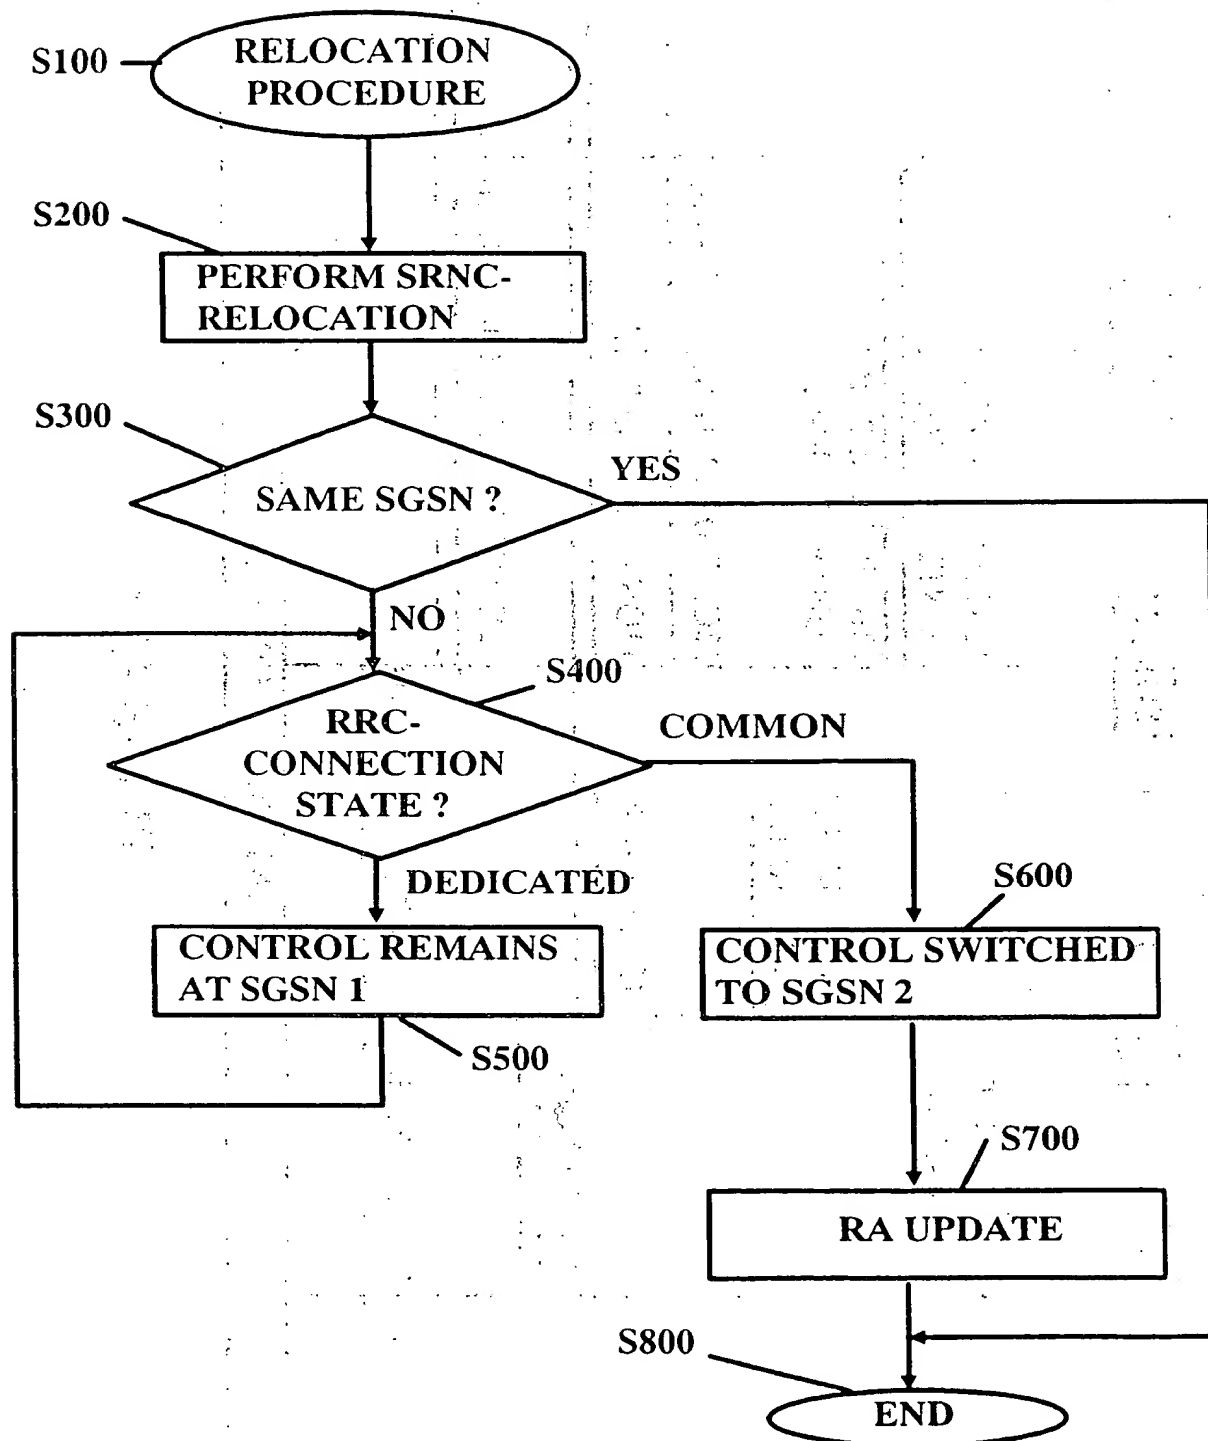 S100
RELOCATION
PROCEDURE
S200
PERFORM SRNC-
RELOCATION
S300
SAME SGSN ?
YES
NO
S400
RRC-
CONNECTION
STATE ?
COMMON
DEDICATED
S600
CONTROL REMAINS
AT SGSN 1
CONTROL SWITCHED
TO SGSN 2
S500
S700
RA UPDATE
S800
END